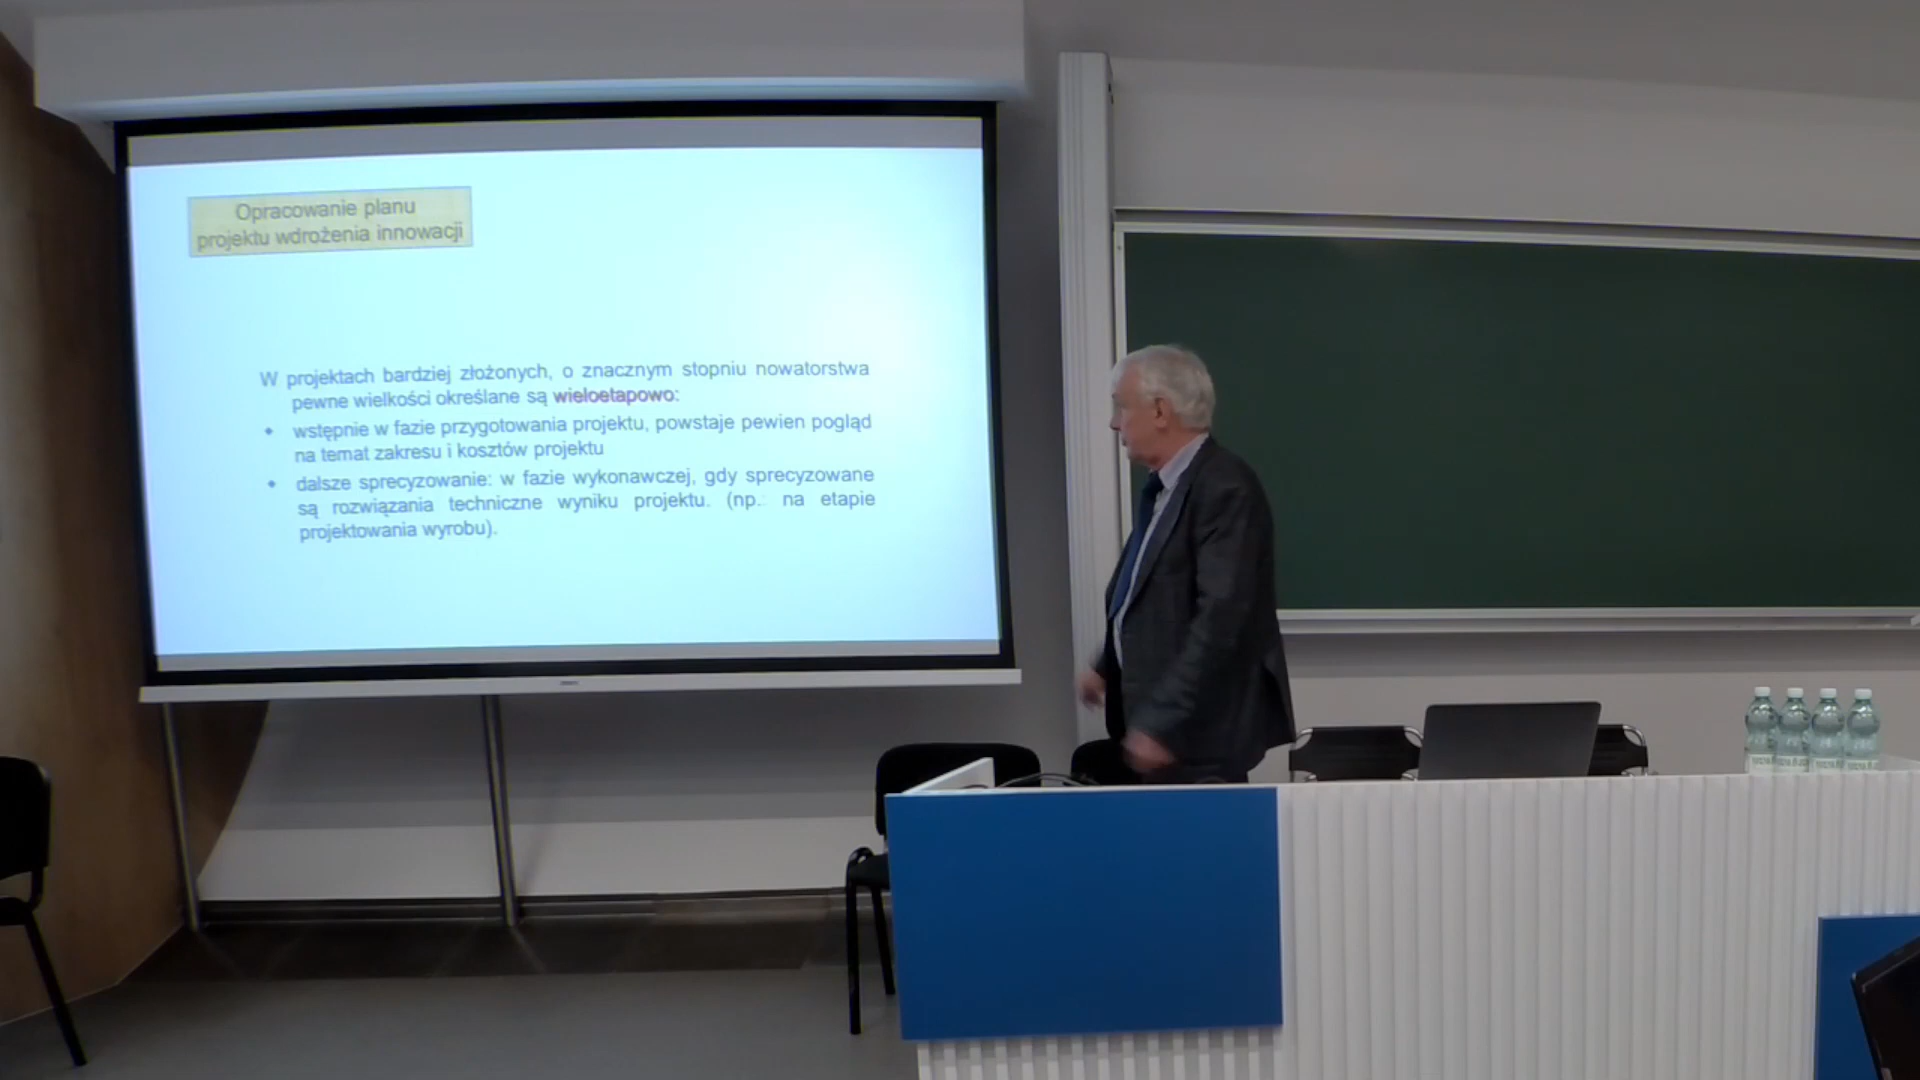 Opracowanie planu
projektu wdrożenia innowacji
W projektach bardziej złożonych, o znacznym stopniu nowatorstwa
pewne wielkości określane są wieloetapowo:
• wstępnie w fazie przygotowania projektu, powstaje pewien pogląd
na temat zakresu i kosztów projektu
• dalsze sprecyzowanie: w fazie wykonawczej, gdy sprecyzowane
są rozwiązania techniczne wyniku projektu. (np.: na etapie
projektowania wyrobu).